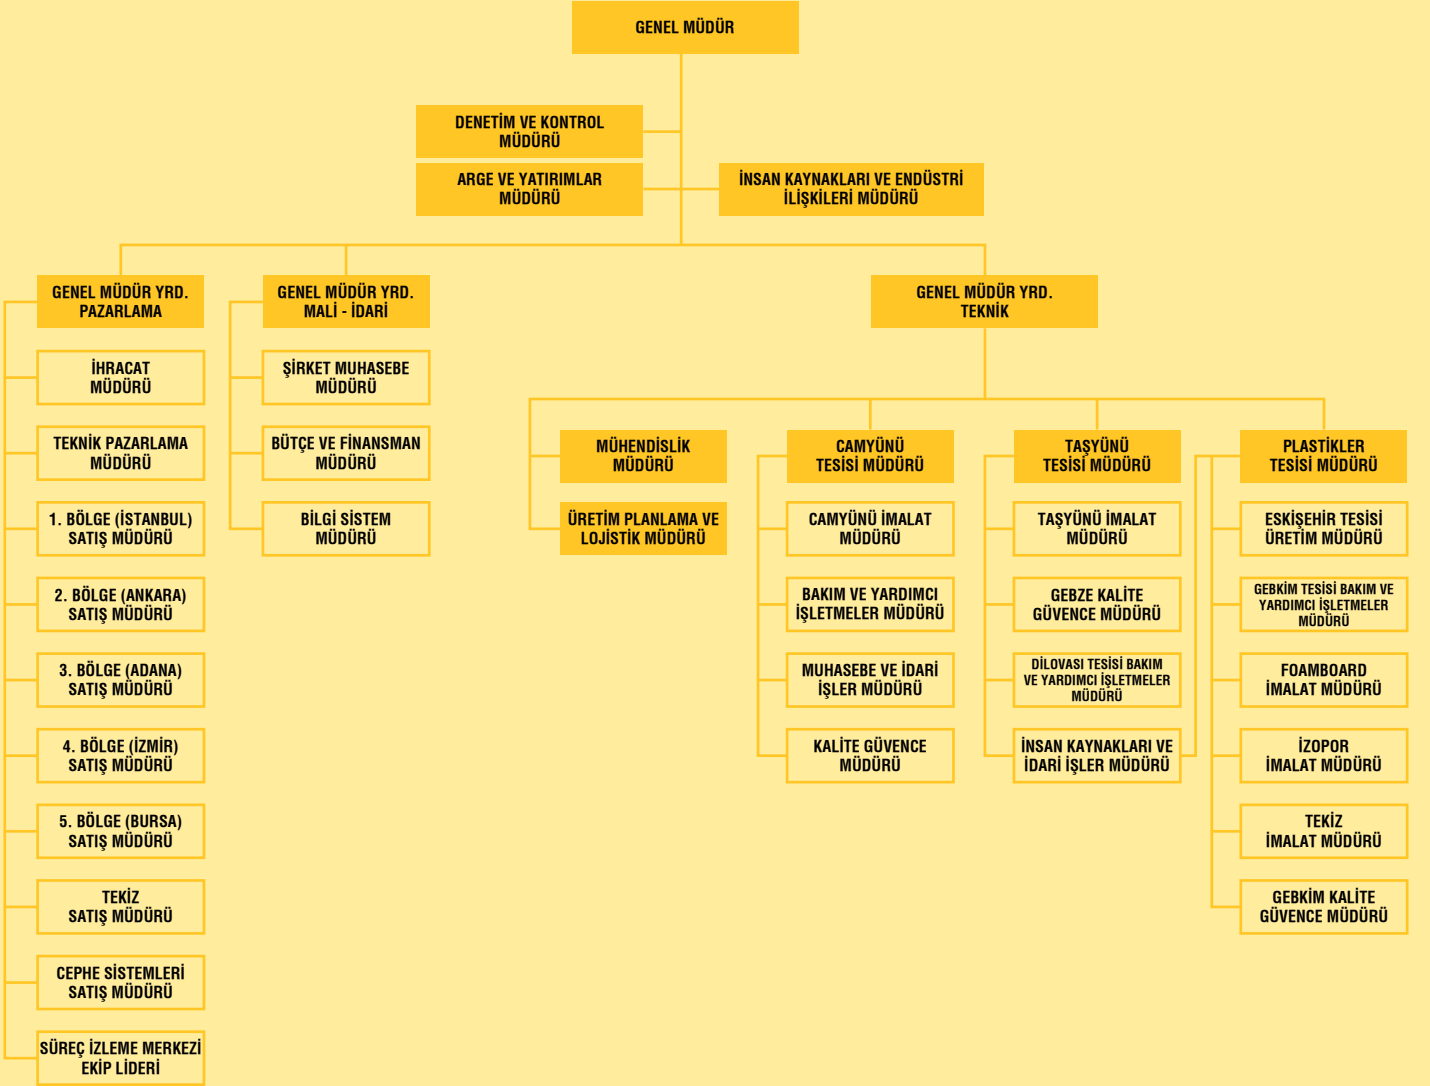 GENEL MÜDÜR
DENETİM VE KONTROL
MÜDÜRÜ
ARGE VE YATIRIMLAR
MÜDÜRÜ
İNSAN KAYNAKLARI VE ENDÜSTRİ
İLİŞKİLERİ MÜDÜRÜ
GENEL MÜDÜR YRD.
PAZARLAMA
İHRACAT
MÜDÜRÜ
TEKNİK PAZARLAMA
MÜDÜRÜ
1. BÖLGE (İSTANBUL)
SATIŞ MÜDÜRÜ
2. BÖLGE (ANKARA)
SATIŞ MÜDÜRÜ
3. BÖLGE (ADANA)
SATIŞ MÜDÜRÜ
4. BÖLGE (İZMİR)
SATIŞ MÜDÜRÜ
5. BÖLGE (BURSA)
SATIŞ MÜDÜRÜ
TEKİZ
SATIŞ MÜDÜRÜ
CEPHE SİSTEMLERİ
SATIŞ MÜDÜRÜ
SÜREÇ İZLEME MERKEZİ
EKİP LİDERİ
GENEL MÜDÜR YRD.
MALİ - İDARİ
ŞİRKET MUHASEBE
MÜDÜRÜ
BÜTÇE VE FİNANSMAN
MÜDÜRÜ
BİLGİ SİSTEM
MÜDÜRÜ
GENEL MÜDÜR YRD.
TEKNİK
MÜHENDİSLİK
MÜDÜRÜ
ÜRETİM PLANLAMA VE
LOJİSTİK MÜDÜRÜ
CAMYÜNÜ
TESİSİ MÜDÜRÜ
CAMYÜNÜ İMALAT
MÜDÜRÜ
BAKIM VE YARDIMCI
İŞLETMELER MÜDÜRÜ
MUHASEBE VE İDARİ
İŞLER MÜDÜRÜ
KALİTE GÜVENCE
MÜDÜRÜ
TAŞYÜNÜ
TESİSİ MÜDÜRÜ
TAŞYÜNÜ İMALAT
MÜDÜRÜ
GEBZE KALİTE
GÜVENCE MÜDÜRÜ
DİLOVASI TESİSİ BAKIM
VE YARDIMCI İŞLETMELER
MÜDÜRÜ
İNSAN KAYNAKLARI VE
İDARİ İŞLER MÜDÜRÜ
PLASTİKLER
TESİSİ MÜDÜRÜ
ESKİŞEHİR TESİSİ
ÜRETİM MÜDÜRÜ
GEBKİM TESİSİ BAKIM VE
YARDIMCI İŞLETMELER
MÜDÜRÜ
FOAMBOARD
İMALAT MÜDÜRÜ
İZOPOR
İMALAT MÜDÜRÜ
TEKİZ
İMALAT MÜDÜRÜ
GEBKİM KALİTE
GÜVENCE MÜDÜRÜ